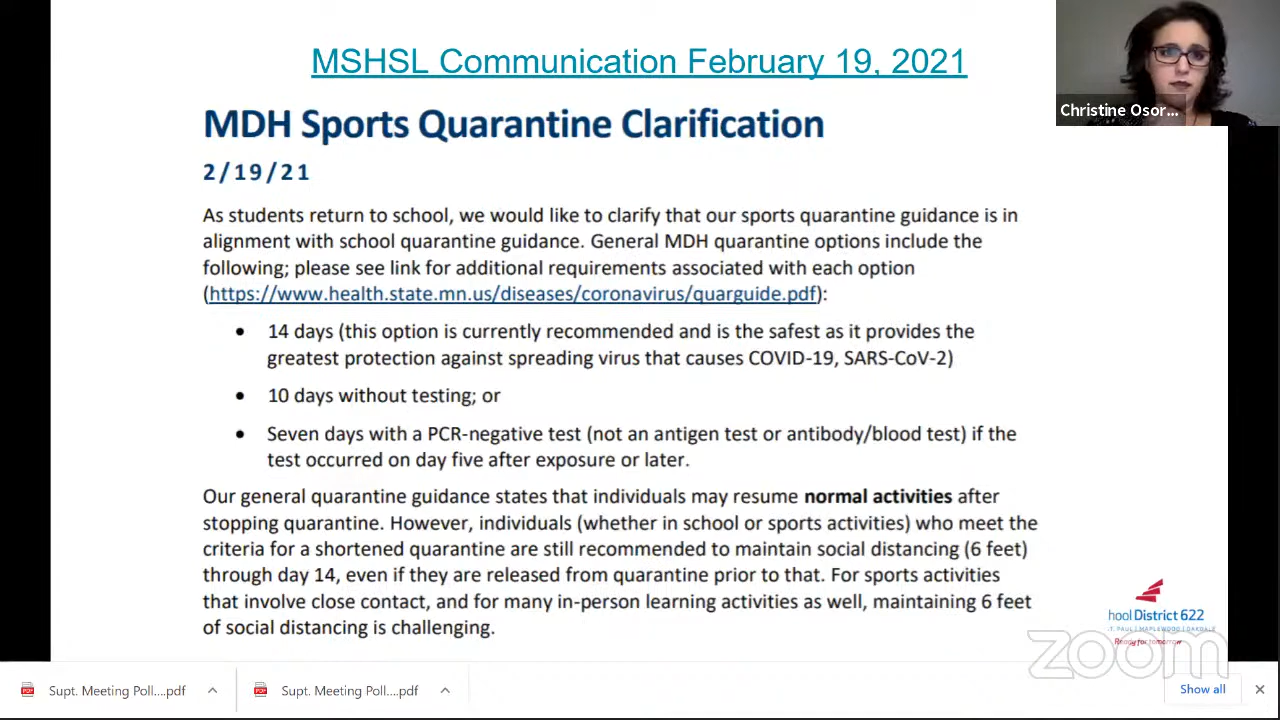 MSHSL Communication February 19, 2021
Christine Osor...
MDH Sports Quarantine Clarification
2/19/21
As students return to school, we would like to clarify that our sports quarantine guidance is in
alignment with school quarantine guidance. General MDH quarantine options include the
following; please see link for additional requirements associated with each option
(https://www.health.state.mn.us/diseases/coronavirus/quarguide.pdf):
• 14 days (this option is currently recommended and is the safest as it provides the
greatest protection against spreading virus that causes COVID-19, SARS-CoV-2)
• 10 days without testing; or
• Seven days with a PCR-negative test (not an antigen test or antibody/blood test) if the
test occurred on day five after exposure or later.
Our general quarantine guidance states that individuals may resume normal activities after
stopping quarantine. However, individuals (whether in school or sports activities) who meet the
criteria for a shortened quarantine are still recommended to maintain social distancing (6 feet)
through day 14, even if they are released from quarantine prior to that. For sports activities
that involve close contact, and for many in-person learning activities as well, maintaining 6 feet
of social distancing is challenging.
hool District 622
T. PAUL | MAPLEWOOD | OAKDALE
Ready for tomorrow
zoom
Supt. Meeting Poll....pdf
Supt. Meeting Poll....pdf
Show all